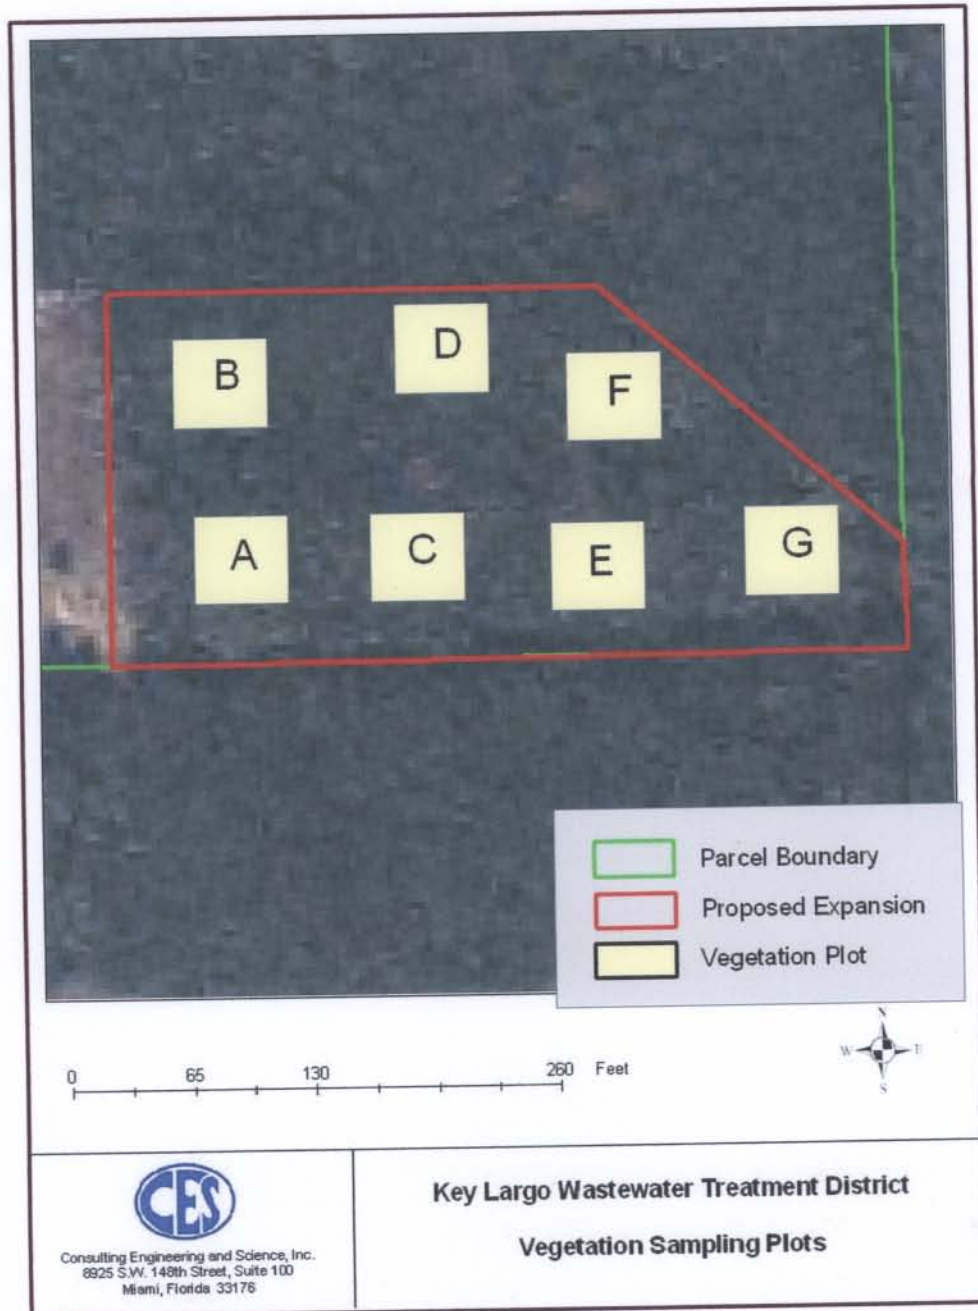 B
D
F
A
C
E
G
Parcel Boundary
Proposed Expansion
Vegetation Plot
0 65 130 260 Feet
N
W E
S
CES
Consulting Engineering and Science, Inc.
8925 S.W. 148th Street, Suite 100
Miami, Florida 33176
Key Largo Wastewater Treatment District
Vegetation Sampling Plots